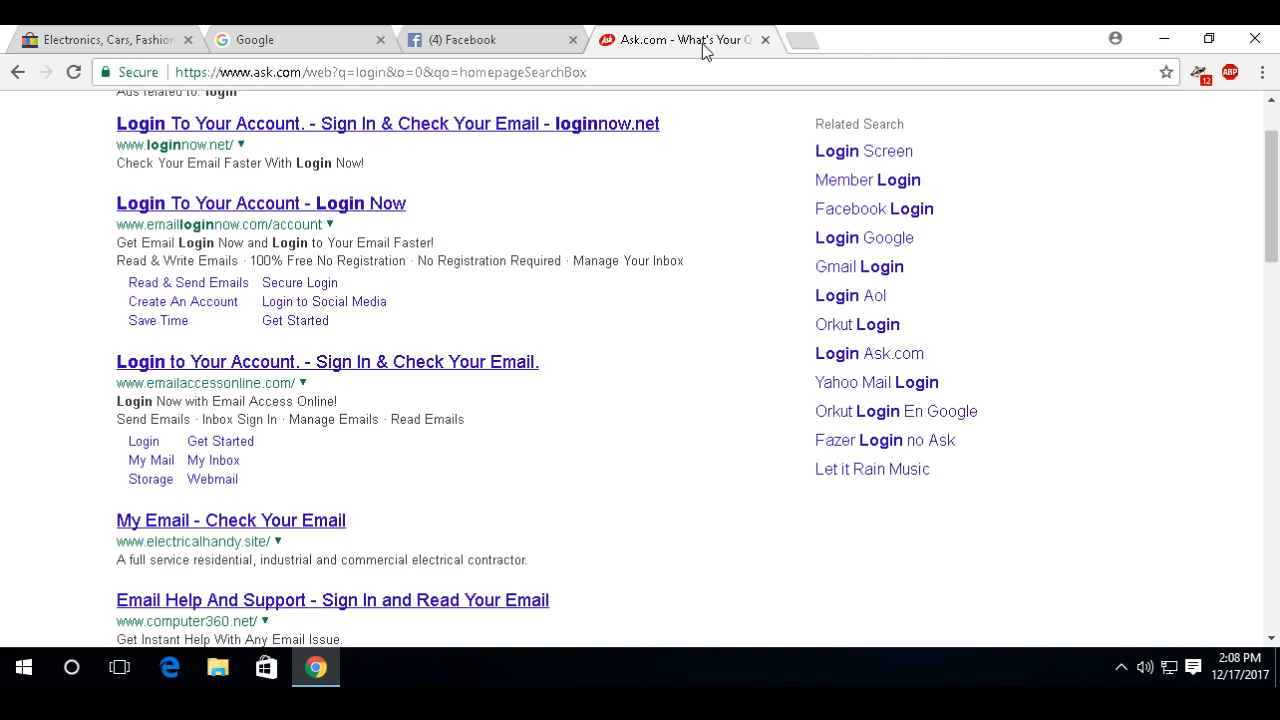 Electronics, Cars, Fashion
Google
(4) Facebook
Ask.com - What's Your Q
Secure
https://www.ask.com/web?q=login&o=0&qo=homepageSearchBox
12
ABP
Ads related to: login
Login To Your Account. - Sign In & Check Your Email - loginnow.net
www.loginnow.net/
Check Your Email Faster With Login Now!
Login To Your Account - Login Now
www.emailloginnow.com/account
Get Email Login Now and Login to Your Email Faster!
Read & Write Emails · 100% Free No Registration · No Registration Required · Manage Your Inbox
Read & Send Emails Secure Login
Create An Account Login to Social Media
Save Time Get Started
Login to Your Account. - Sign In & Check Your Email.
www.emailaccessonline.com/
Login Now with Email Access Online!
Send Emails · Inbox Sign In · Manage Emails · Read Emails
Login Get Started
My Mail My Inbox
Storage Webmail
My Email - Check Your Email
www.electricalhandy.site/
A full service residential, industrial and commercial electrical contractor.
Email Help And Support - Sign In and Read Your Email
www.computer360.net/
Get Instant Help With Any Email Issue.
Related Search
Login Screen
Member Login
Facebook Login
Login Google
Gmail Login
Login Aol
Orkut Login
Login Ask.com
Yahoo Mail Login
Orkut Login En Google
Fazer Login no Ask
Let it Rain Music
2:08 PM
12/17/2017